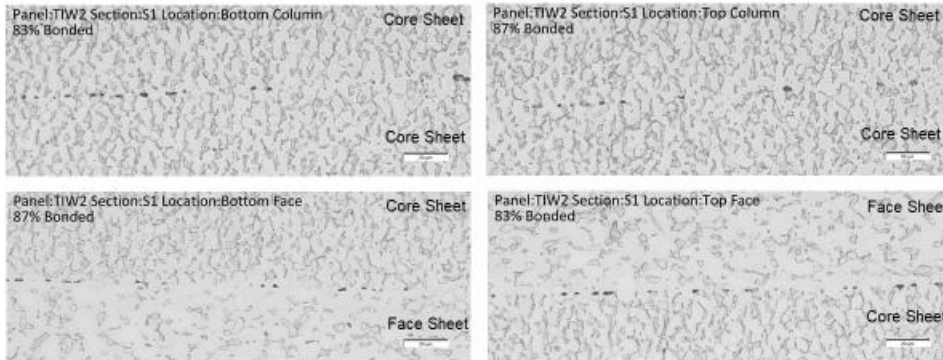 Panel:TIW2 Section:S1 Location:Bottom Column
83% Bonded
Core Sheet
Core Sheet
Panel:TIW2 Section:S1 Location:Top Column
87% Bonded
Core Sheet
Core Sheet
Panel:TIW2 Section:S1 Location:Bottom Face
87% Bonded
Core Sheet
Face Sheet
Panel:TIW2 Section:S1 Location:Top Face
83% Bonded
Face She
Core Sheet